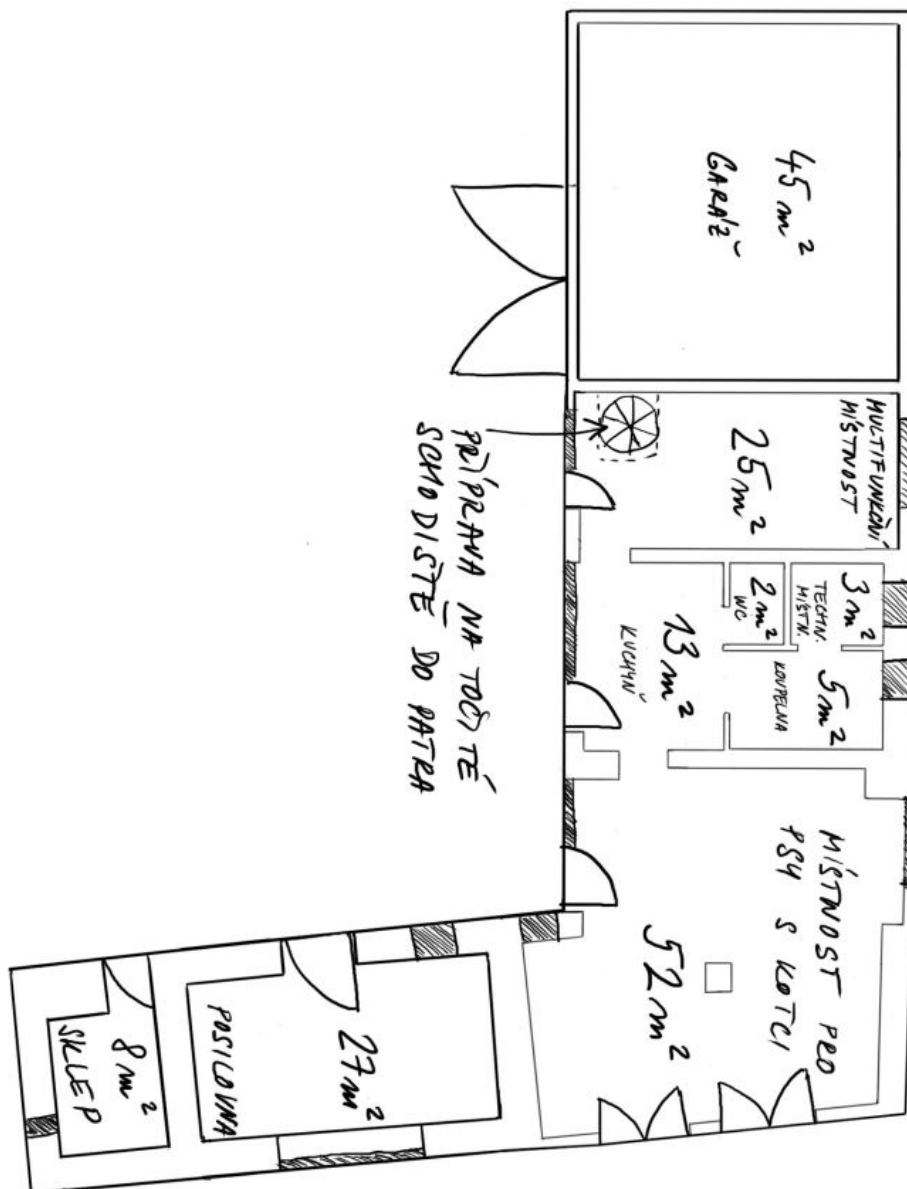 45 m²
GARÁŽ
MULTIFUNKČNÍ
MÍSTNOST
25 m²
PŘÍPRAVA NA TOČITÉ
SCHODIŠTĚ DO PATRA
3 m²
TECHN.
MÍSTN.
2 m²
WC
13 m²
KUCHYŇ
5 m²
KOUPELNA
MÍSTNOST PRO
PSY S KOTCI
52 m²
27 m²
POSILOVNA
8 m²
SKLEP